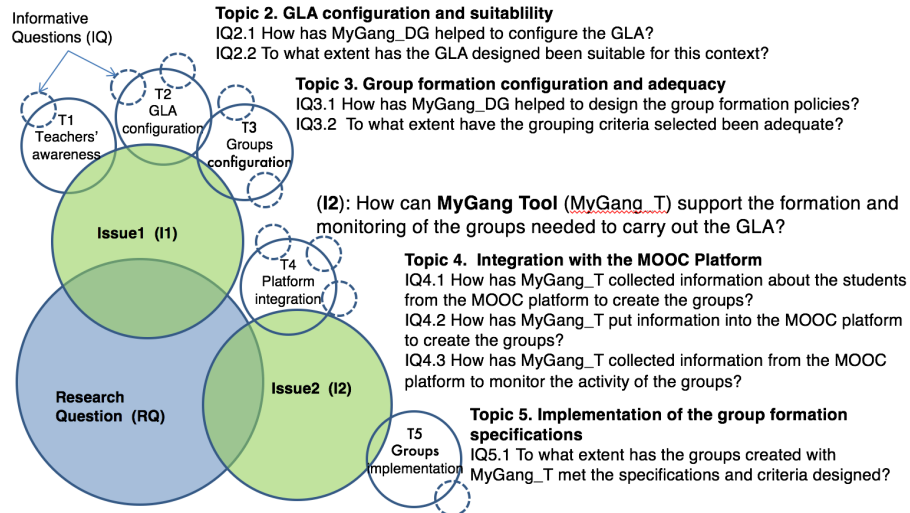 Informative
Questions (IQ)
Topic 2. GLA configuration and suitablility
IQ2.1 How has MyGang_DG helped to configure the GLA?
IQ2.2 To what extent has the GLA designed been suitable for this context?
Topic 3. Group formation configuration and adequacy
IQ3.1 How has MyGang_DG helped to design the group formation policies?
IQ3.2 To what extent have the grouping criteria selected been adequate?
T1
Teachers'
awareness
T2
GLA
configuration
T3
Groups
configuration
(I2): How can MyGang Tool (MyGang_T) support the formation and
monitoring of the groups needed to carry out the GLA?
Issue1 (I1)
T4
Platform
integration
Topic 4. Integration with the MOOC Platform
IQ4.1 How has MyGang_T collected information about the students
from the MOOC platform to create the groups?
IQ4.2 How has MyGang_T put information into the MOOC platform
to create the groups?
IQ4.3 How has MyGang_T collected information from the MOOC
platform to monitor the activity of the groups?
Issue2 (I2)
Research
Question (RQ)
T5
Groups
implementation
Topic 5. Implementation of the group formation
specifications
IQ5.1 To what extent has the groups created with
MyGang_T met the specifications and criteria designed?